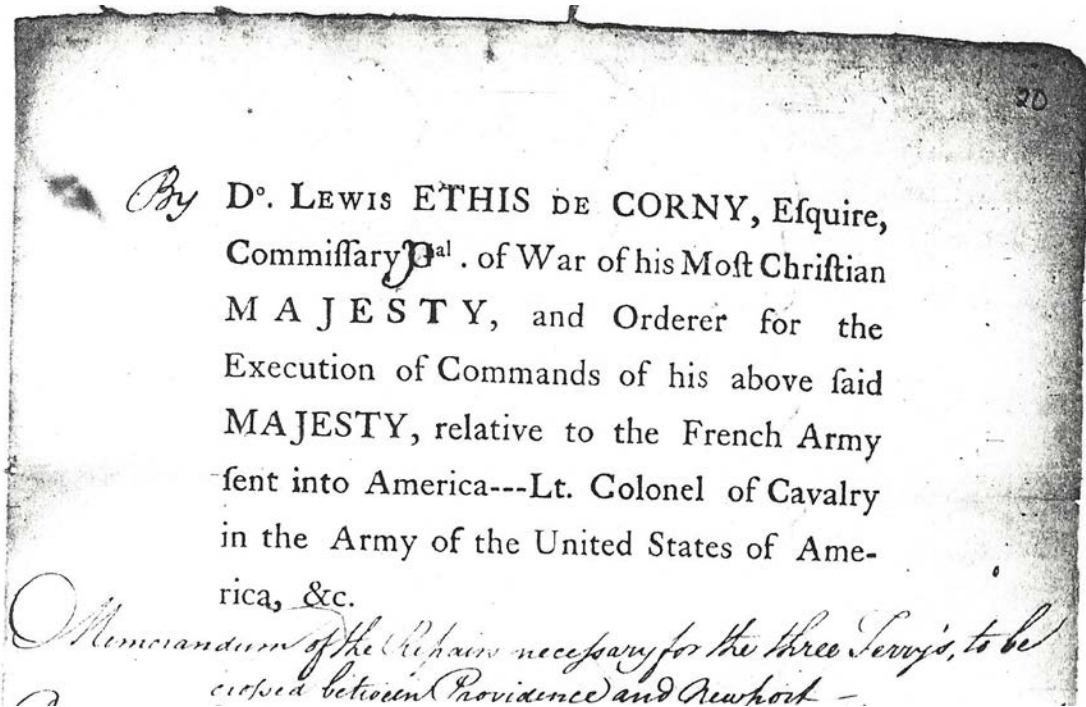 20
By Dº. LEWIS ETHIS DE CORNY, Eſquire,
Commiſſary Pal. of War of his Moſt Chriſtian
MAJESTY, and Orderer for the
Execution of Commands of his above ſaid
MAJESTY, relative to the French Army
ſent into America---Lt. Colonel of Cavalry
in the Army of the United States of Ame-
rica, &c.
Memorandum of the Repairs neceſsary for the three Ferry's, to be
croſsed between Providence and Newport –